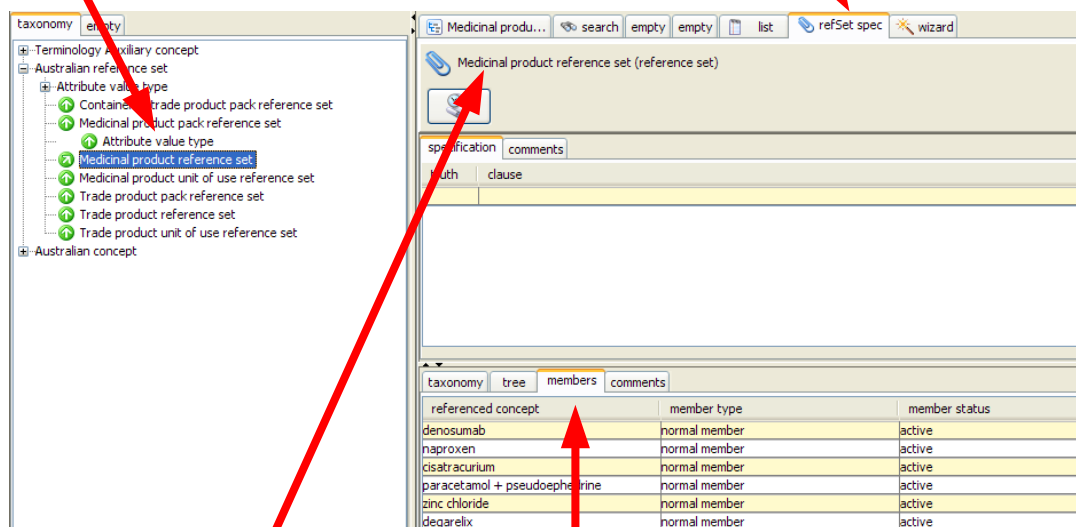 taxonomy empty
Terminology Auxiliary concept
Australian reference set
Attribute value type
Containered trade product pack reference set
Medicinal product pack reference set
Attribute value type
Medicinal product reference set
Medicinal product unit of use reference set
Trade product pack reference set
Trade product reference set
Trade product unit of use reference set
Australian concept
Medicinal produ... search empty empty list refSet spec wizard
Medicinal product reference set (reference set)
specification comments
truth clause
taxonomy tree members comments
referenced concept member type member status
denosumab normal member active
naproxen normal member active
cisatracurium normal member active
paracetamol + pseudoephedrine normal member active
zinc chloride normal member active
degarelix normal member active